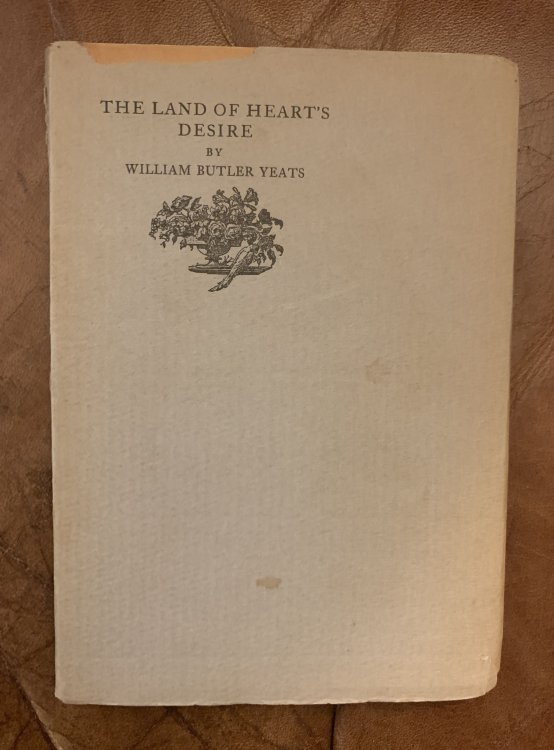 THE LAND OF HEART'S
DESIRE
BY
WILLIAM BUTLER YEATS